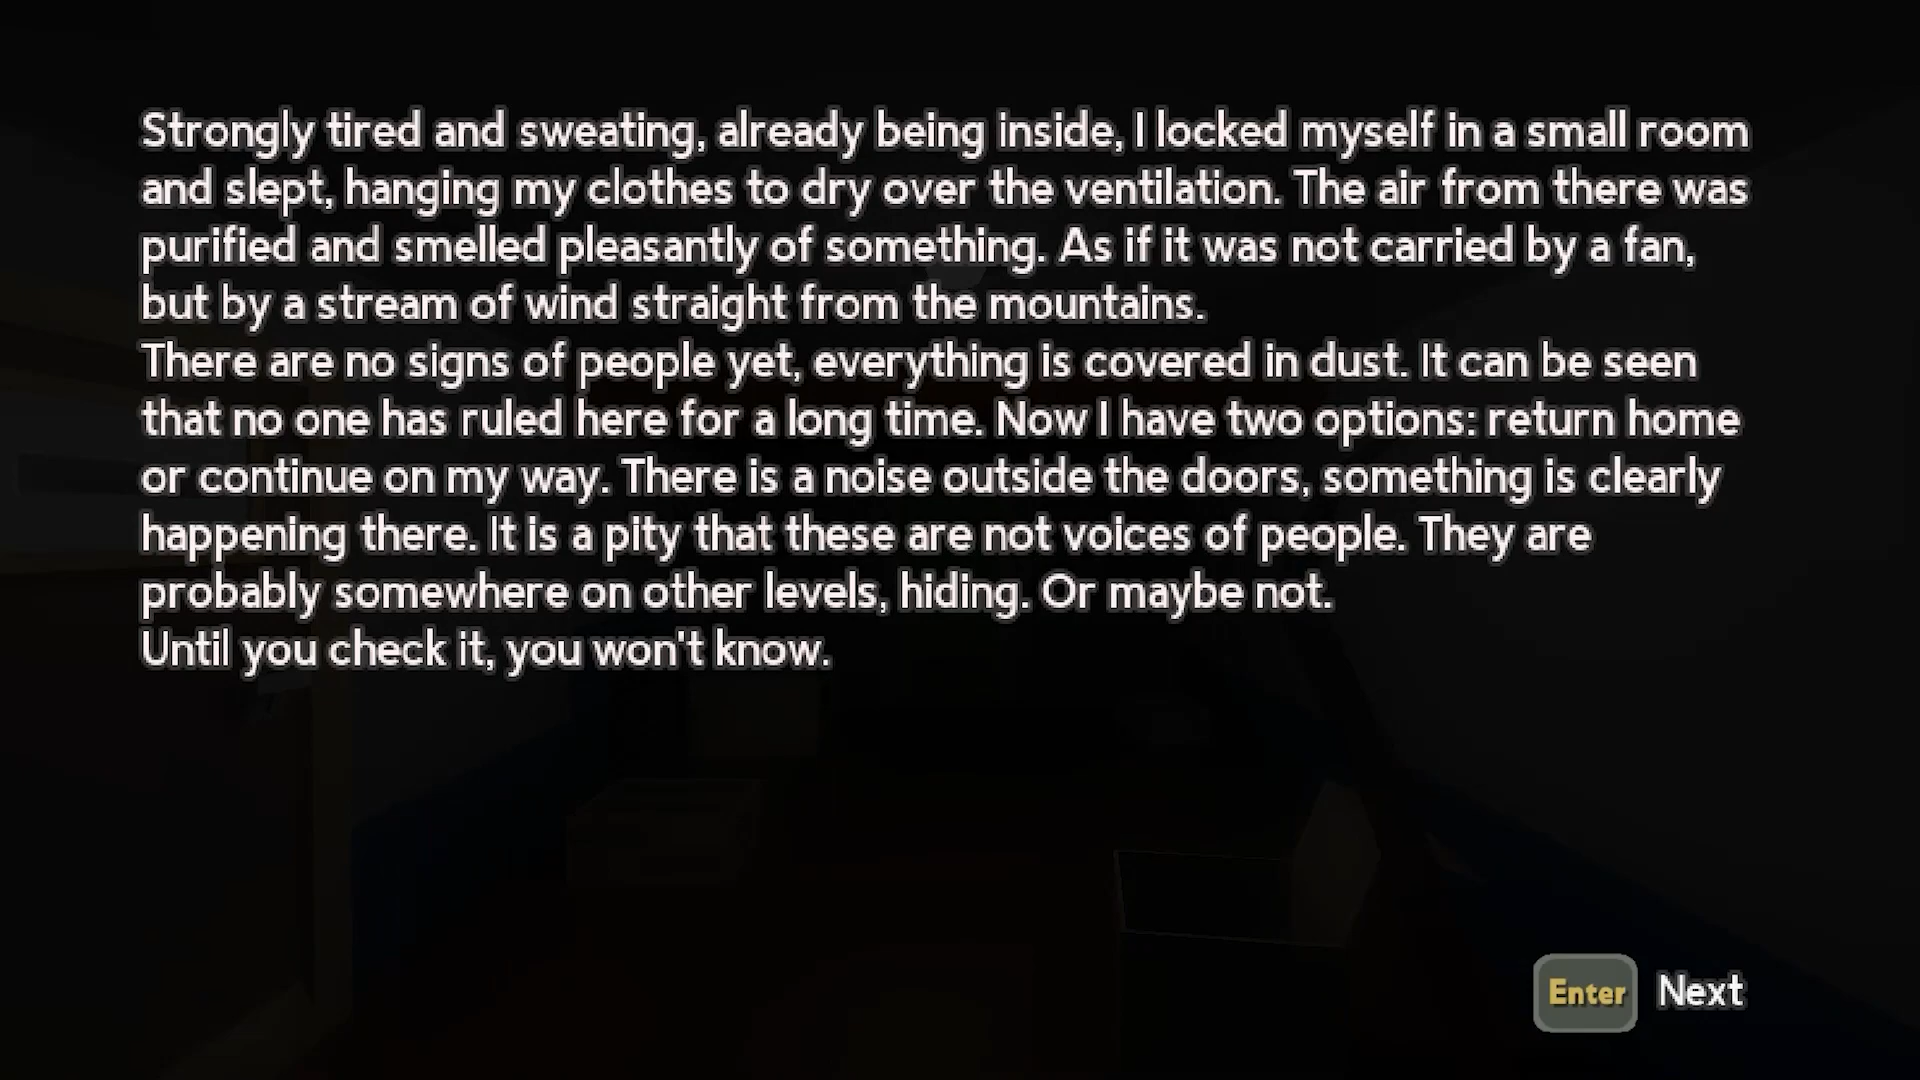 Strongly tired and sweating, already being inside, I locked myself in a small room
and slept, hanging my clothes to dry over the ventilation. The air from there was
purified and smelled pleasantly of something. As if it was not carried by a fan,
but by a stream of wind straight from the mountains.
There are no signs of people yet, everything is covered in dust. It can be seen
that no one has ruled here for a long time. Now I have two options: return home
or continue on my way. There is a noise outside the doors, something is clearly
happening there. It is a pity that these are not voices of people. They are
probably somewhere on other levels, hiding. Or maybe not.
Until you check it, you won't know.
Enter Next